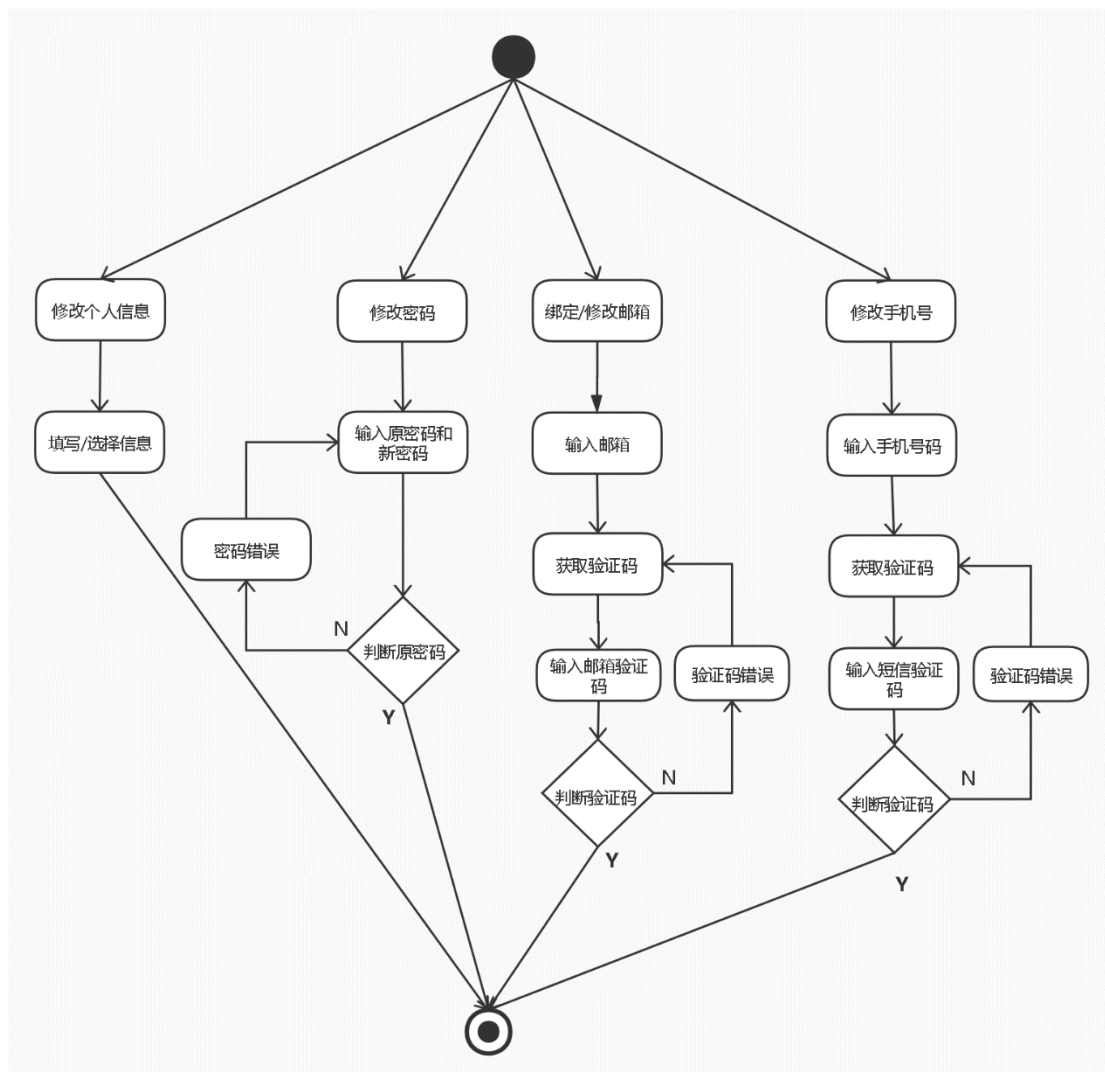 修改个人信息
修改密码
绑定/修改邮箱
修改手机号
填写/选择信息
输入原密码和
新密码
输入邮箱
输入手机号码
密码错误
获取验证码
获取验证码
N
判断原密码
输入邮箱验证
码
验证码错误
输入短信验证
码
验证码错误
Y
N
判断验证码
N
判断验证码
Y
Y